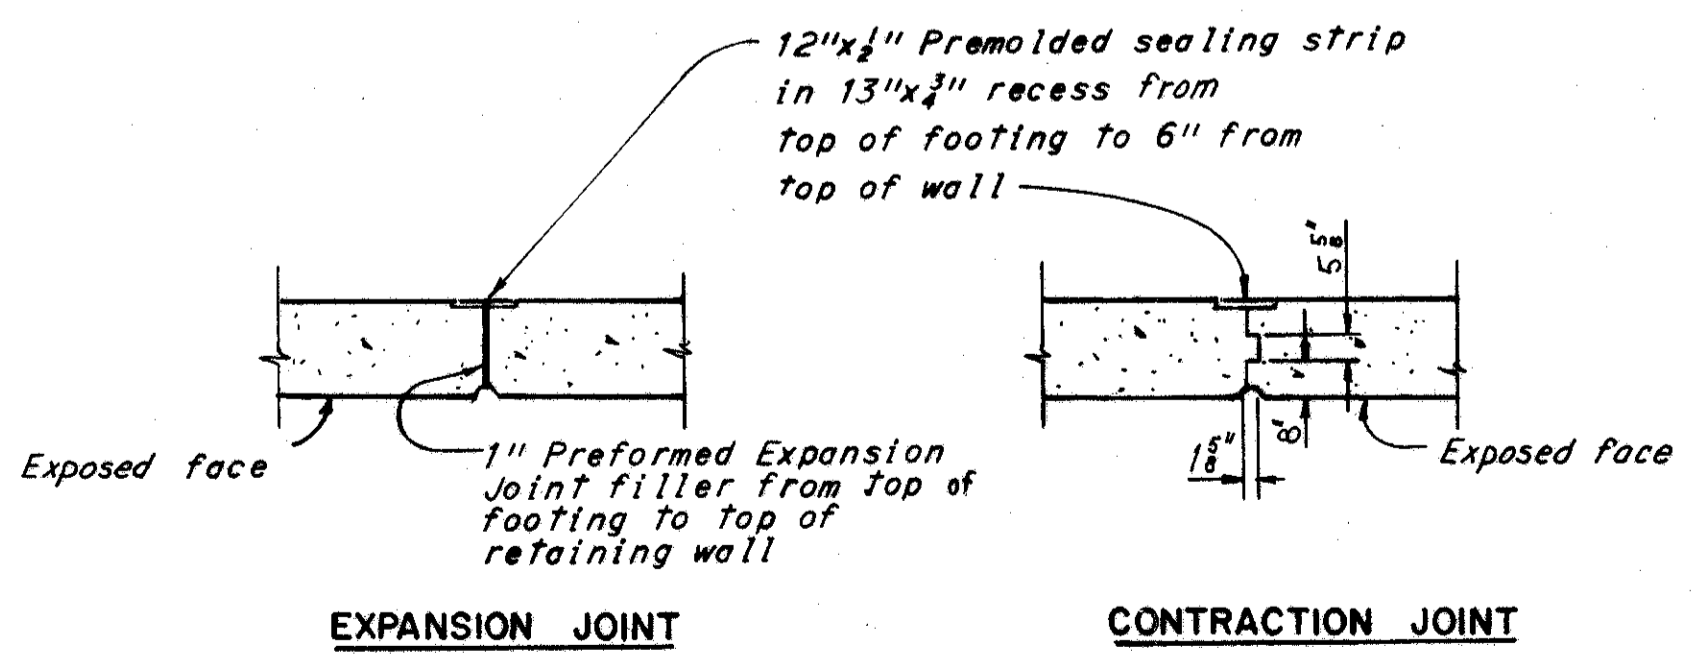 12"x½" Premolded sealing strip
in 13"x¾" recess from
top of footing to 6" from
top of wall
5⅝"
1⅝"
8'
Exposed face
Exposed face
1" Preformed Expansion
Joint filler from top of
footing to top of
retaining wall
EXPANSION JOINT
CONTRACTION JOINT